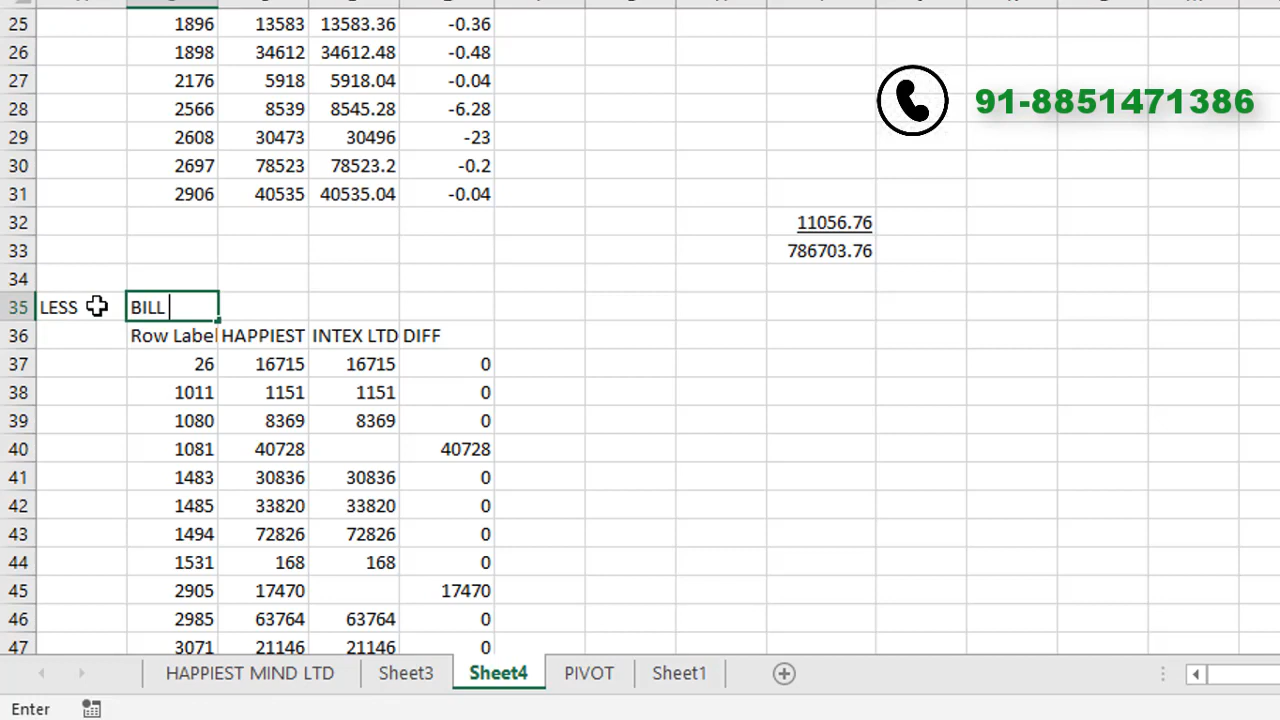 25 1896 13583 13583.36 -0.36
91-8851471386
26 1898 34612 34612.48 -0.48
27 2176 5918 5918.04 -0.04
28 2566 8539 8545.28 -6.28
29 2608 30473 30496 -23
30 2697 78523 78523.2 -0.2
31 2906 40535 40535.04 -0.04
32 11056.76
33 786703.76
34
35 LESS BILL
36 Row Label HAPPIEST INTEX LTD DIFF
37 26 16715 16715 0
38 1011 1151 1151 0
39 1080 8369 8369 0
40 1081 40728 40728
41 1483 30836 30836 0
42 1485 33820 33820 0
43 1494 72826 72826 0
44 1531 168 168 0
45 2905 17470 17470
46 2985 63764 63764 0
47 3071 21146 21146 0
HAPPIEST MIND LTD Sheet3 Sheet4 PIVOT Sheet1
Enter